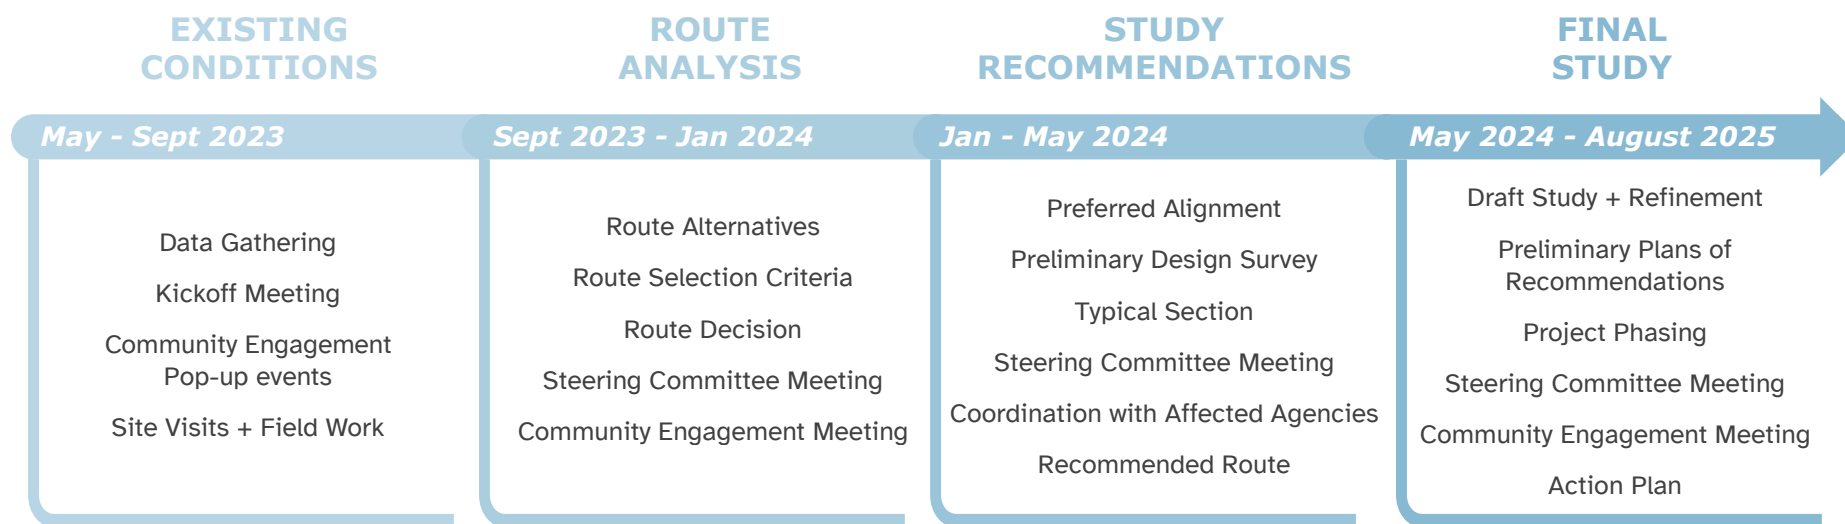 EXISTING
CONDITIONS
May – Sept 2023
Data Gathering
Kickoff Meeting
Community Engagement
Pop-up events
Site Visits + Field Work
ROUTE
ANALYSIS
Sept 2023 – Jan 2024
Route Alternatives
Route Selection Criteria
Route Decision
Steering Committee Meeting
Community Engagement Meeting
STUDY
RECOMMENDATIONS
Jan – May 2024
Preferred Alignment
Preliminary Design Survey
Typical Section
Steering Committee Meeting
Coordination with Affected Agencies
Recommended Route
FINAL
STUDY
May 2024 – August 2025
Draft Study + Refinement
Preliminary Plans of
Recommendations
Project Phasing
Steering Committee Meeting
Community Engagement Meeting
Action Plan